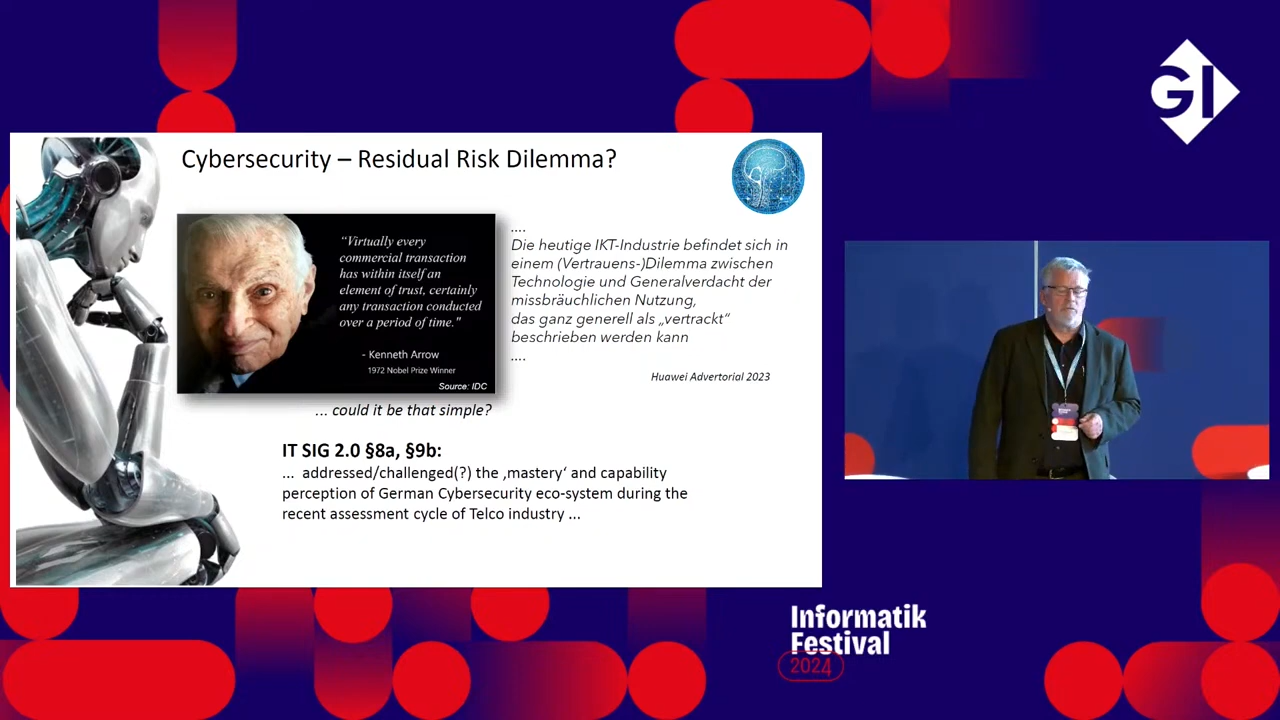 GI
Cybersecurity – Residual Risk Dilemma?
“Virtually every
commercial transaction
has within itself an
element of trust, certainly
any transaction conducted
over a period of time."
- Kenneth Arrow
1972 Nobel Prize Winner
Source: IDC
... could it be that simple?
....
Die heutige IKT-Industrie befindet sich in
einem (Vertrauens-)Dilemma zwischen
Technologie und Generalverdacht der
missbräuchlichen Nutzung,
das ganz generell als „vertrackt“
beschrieben werden kann
....
Huawei Advertorial 2023
IT SIG 2.0 §8a, §9b:
... addressed/challenged(?) the ‚mastery‘ and capability
perception of German Cybersecurity eco-system during the
recent assessment cycle of Telco industry ...
Informatik
Festival
2024